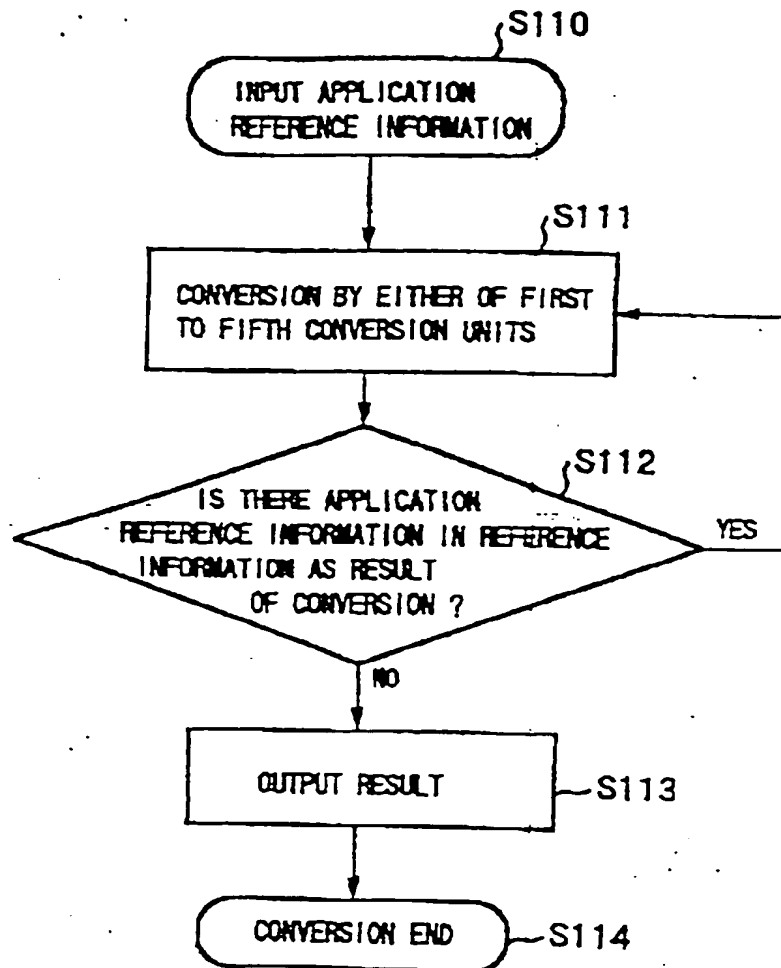 S110
INPUT APPLICATION
REFERENCE INFORMATION
S111
CONVERSION BY EITHER OF FIRST
TO FIFTH CONVERSION UNITS
S112
IS THERE APPLICATION
REFERENCE INFORMATION IN REFERENCE
INFORMATION AS RESULT
OF CONVERSION ?
YES
NO
OUTPUT RESULT
S113
CONVERSION END
S114